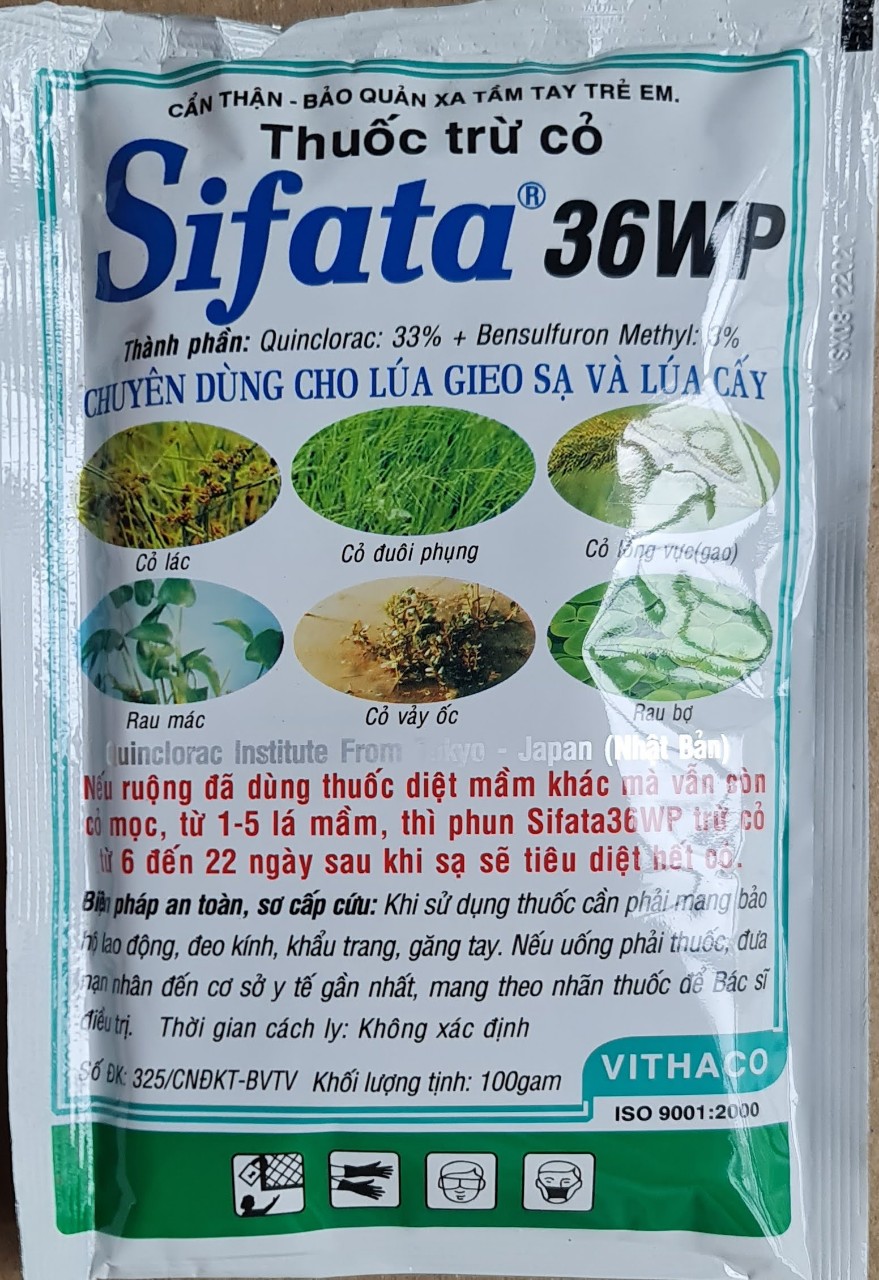 CẨN THẬN - BẢO QUẢN XA TẦM TAY TRẺ EM.
Thuốc trừ cỏ
Sifata® 36WP
Thành phần: Quinclorac: 33% + Bensulfuron Methyl: 3%
CHUYÊN DÙNG CHO LÚA GIEO SẠ VÀ LÚA CẤY
Cỏ lác
Cỏ đuôi phụng
Cỏ lồng vực(gạo)
Rau mác
Cỏ vảy ốc
Rau bợ
Quinclorac Institute From Tokyo - Japan (Nhật Bản)
Nếu ruộng đã dùng thuốc diệt mầm khác mà vẫn còn
cỏ mọc, từ 1-5 lá mầm, thì phun Sifata36WP trừ cỏ
từ 6 đến 22 ngày sau khi sạ sẽ tiêu diệt hết cỏ.
Biện pháp an toàn, sơ cấp cứu: Khi sử dụng thuốc cần phải mang bảo
hộ lao động, đeo kính, khẩu trang, găng tay. Nếu uống phải thuốc, đưa
nạn nhân đến cơ sở y tế gần nhất, mang theo nhãn thuốc để Bác sĩ
điều trị. Thời gian cách ly: Không xác định
Số ĐK: 325/CNĐKT-BVTV Khối lượng tịnh: 100gam
VITHACO
ISO 9001:2000